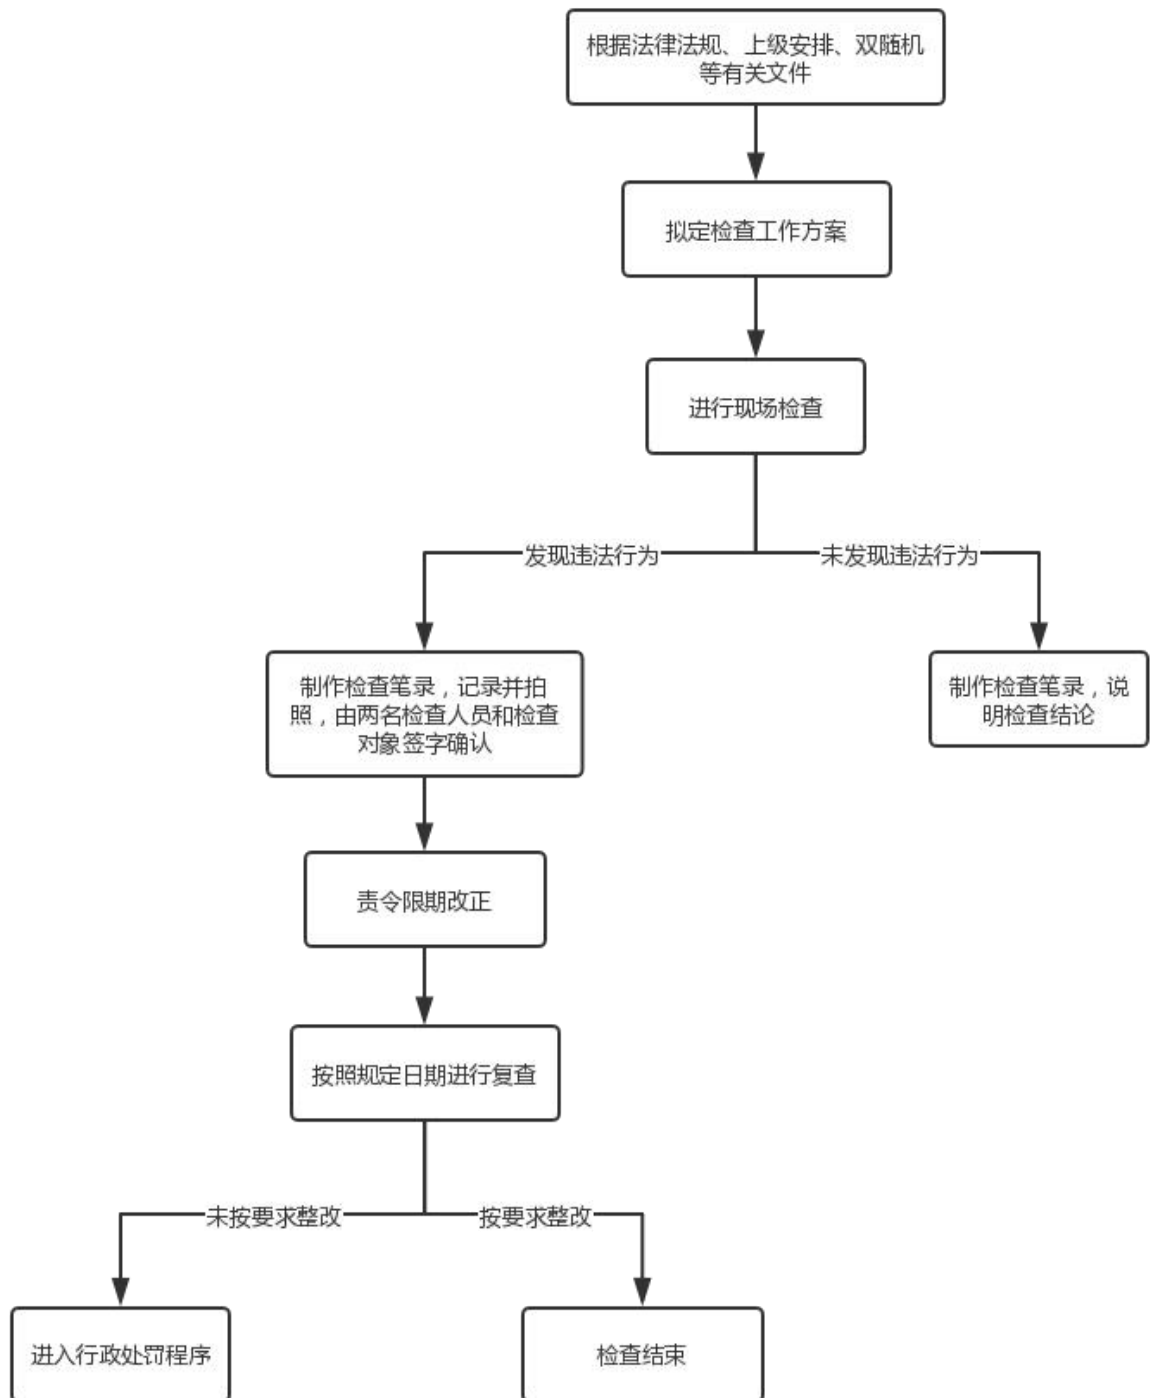 根据法律法规、上级安排、双随机
等有关文件
拟定检查工作方案
进行现场检查
发现违法行为
未发现违法行为
制作检查笔录，记录并拍
照，由两名检查人员和检查
对象签字确认
制作检查笔录，说
明检查结论
责令限期改正
按照规定日期进行复查
未按要求整改
按要求整改
进入行政处罚程序
检查结束